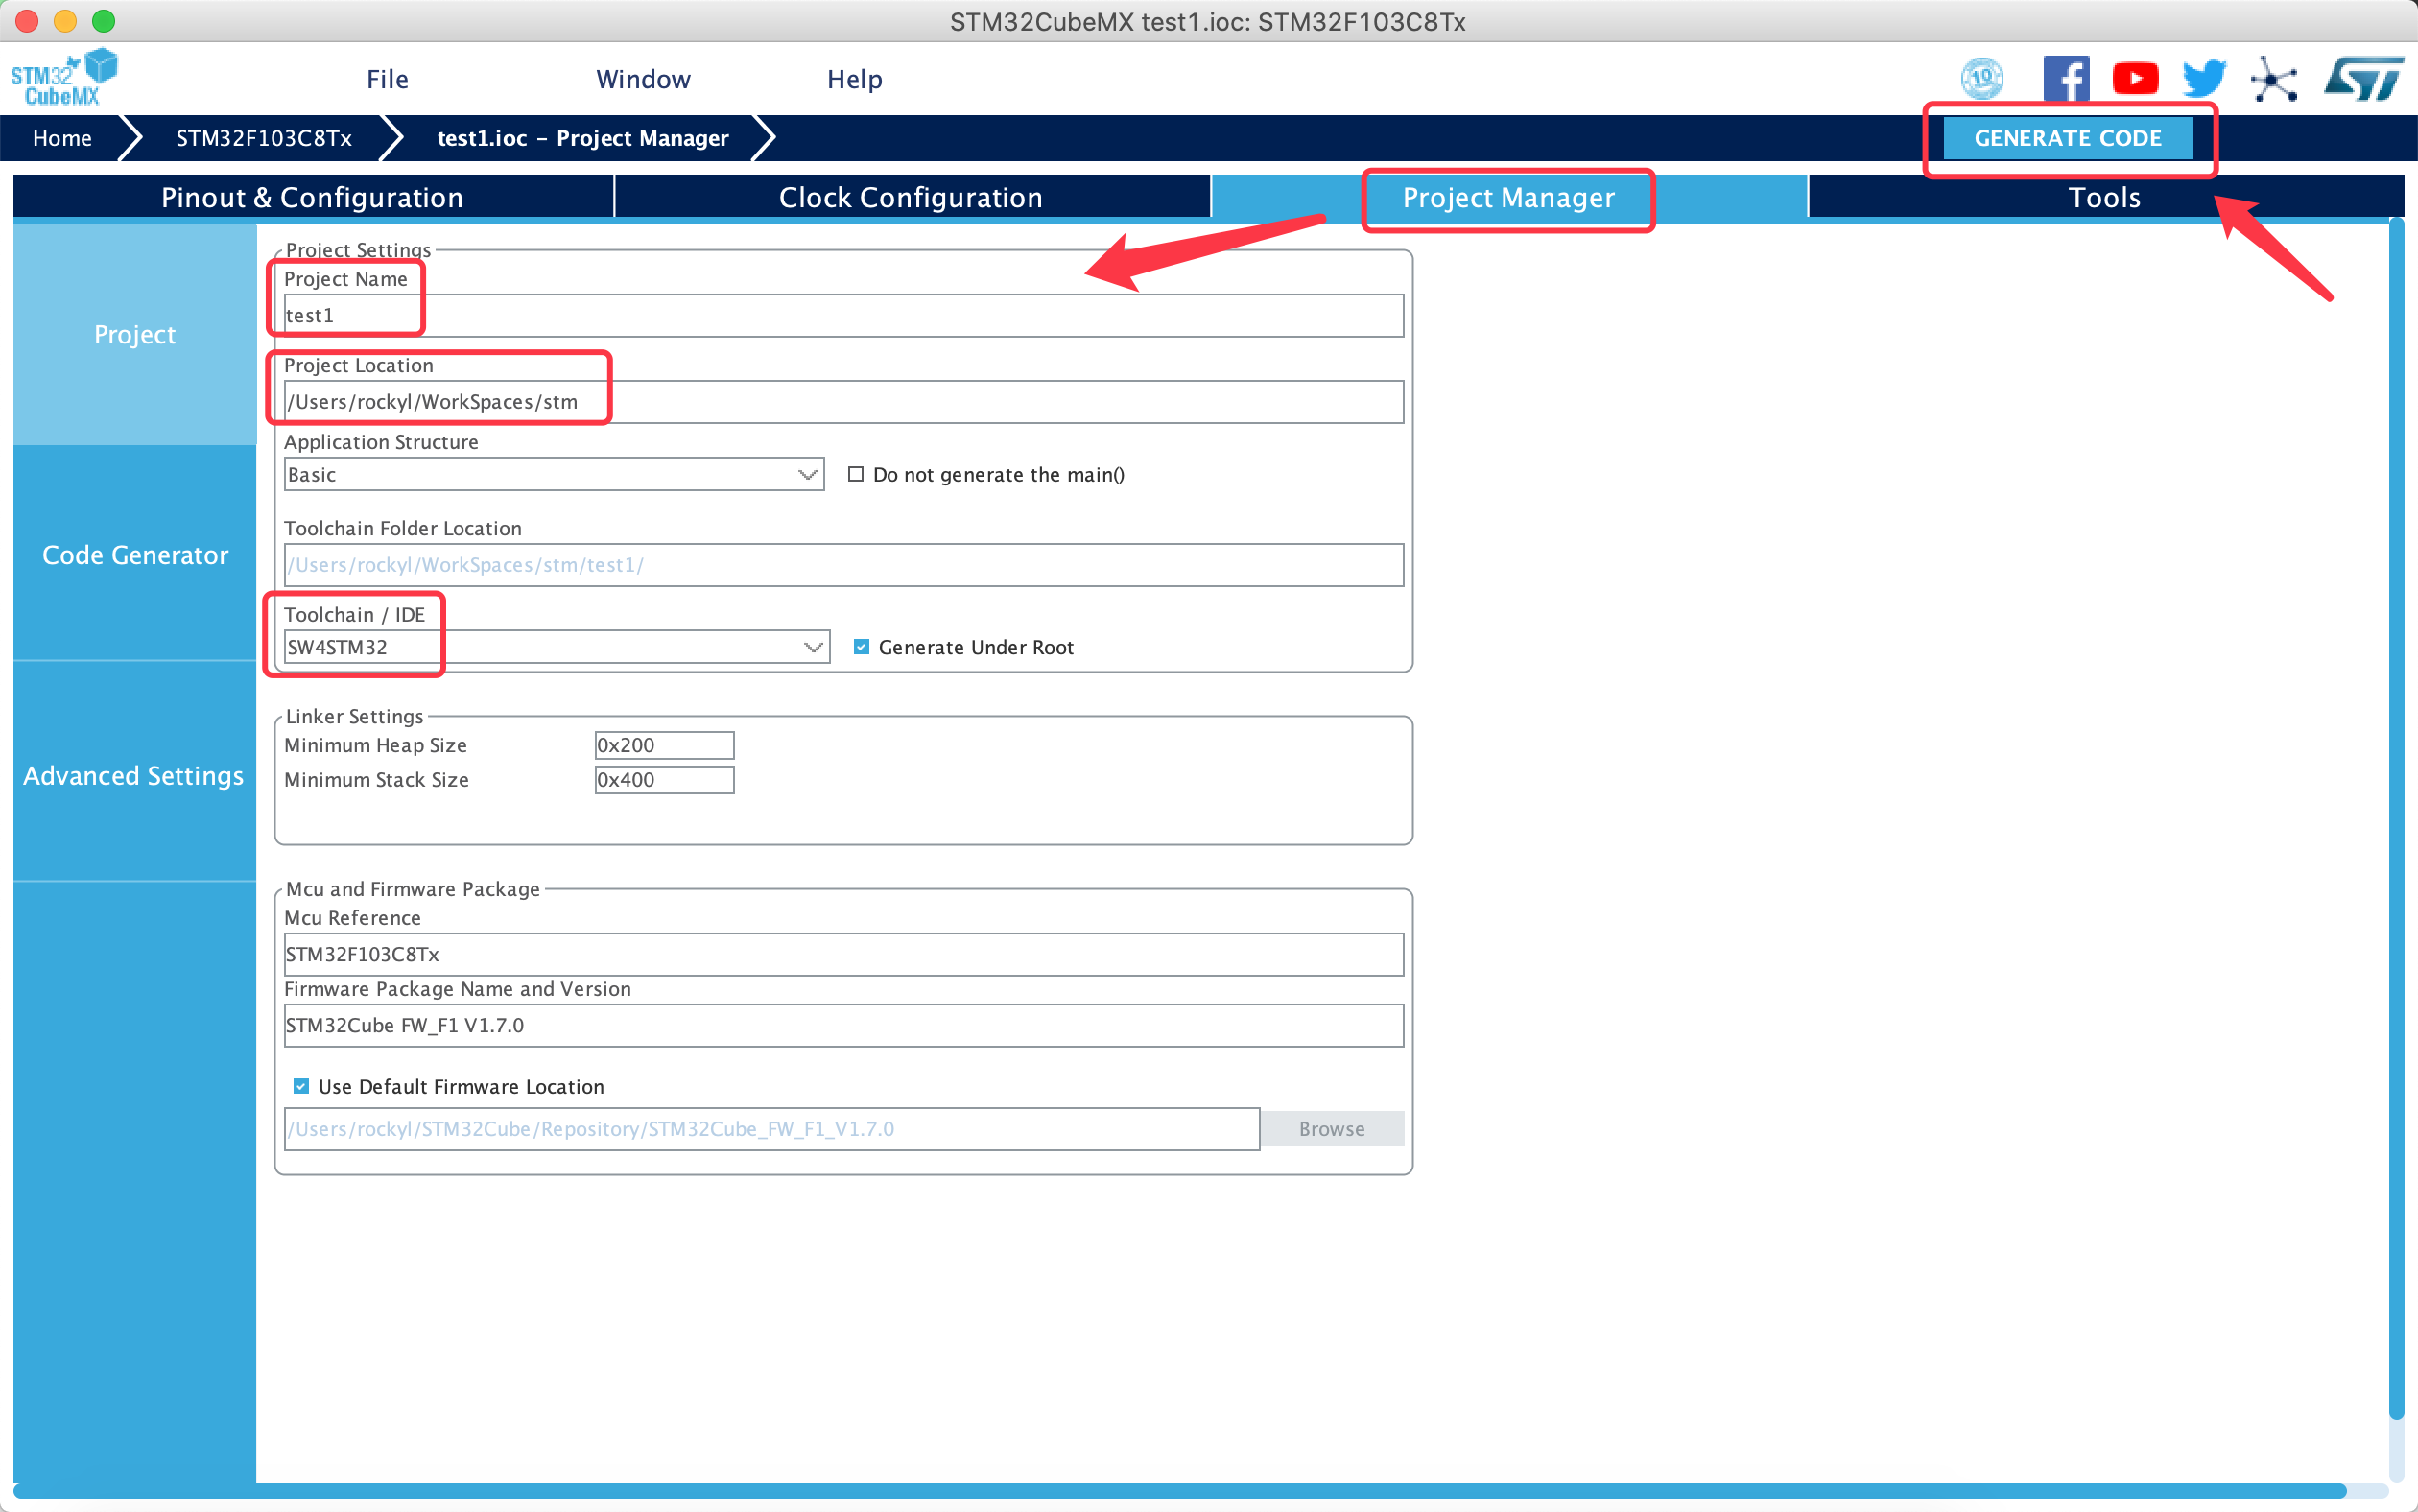 STM32CubeMX test1.ioc: STM32F103C8Tx
STM32
CubeMX
File
Window
Help
10
ST
Home
STM32F103C8Tx
test1.ioc – Project Manager
GENERATE CODE
Pinout & Configuration
Clock Configuration
Project Manager
Tools
Project
Code Generator
Advanced Settings
Project Settings
Project Name
test1
Project Location
/Users/rockyl/WorkSpaces/stm
Application Structure
Basic
Do not generate the main()
Toolchain Folder Location
/Users/rockyl/WorkSpaces/stm/test1/
Toolchain / IDE
SW4STM32
Generate Under Root
Linker Settings
Minimum Heap Size
0x200
Minimum Stack Size
0x400
Mcu and Firmware Package
Mcu Reference
STM32F103C8Tx
Firmware Package Name and Version
STM32Cube FW_F1 V1.7.0
Use Default Firmware Location
/Users/rockyl/STM32Cube/Repository/STM32Cube_FW_F1_V1.7.0
Browse